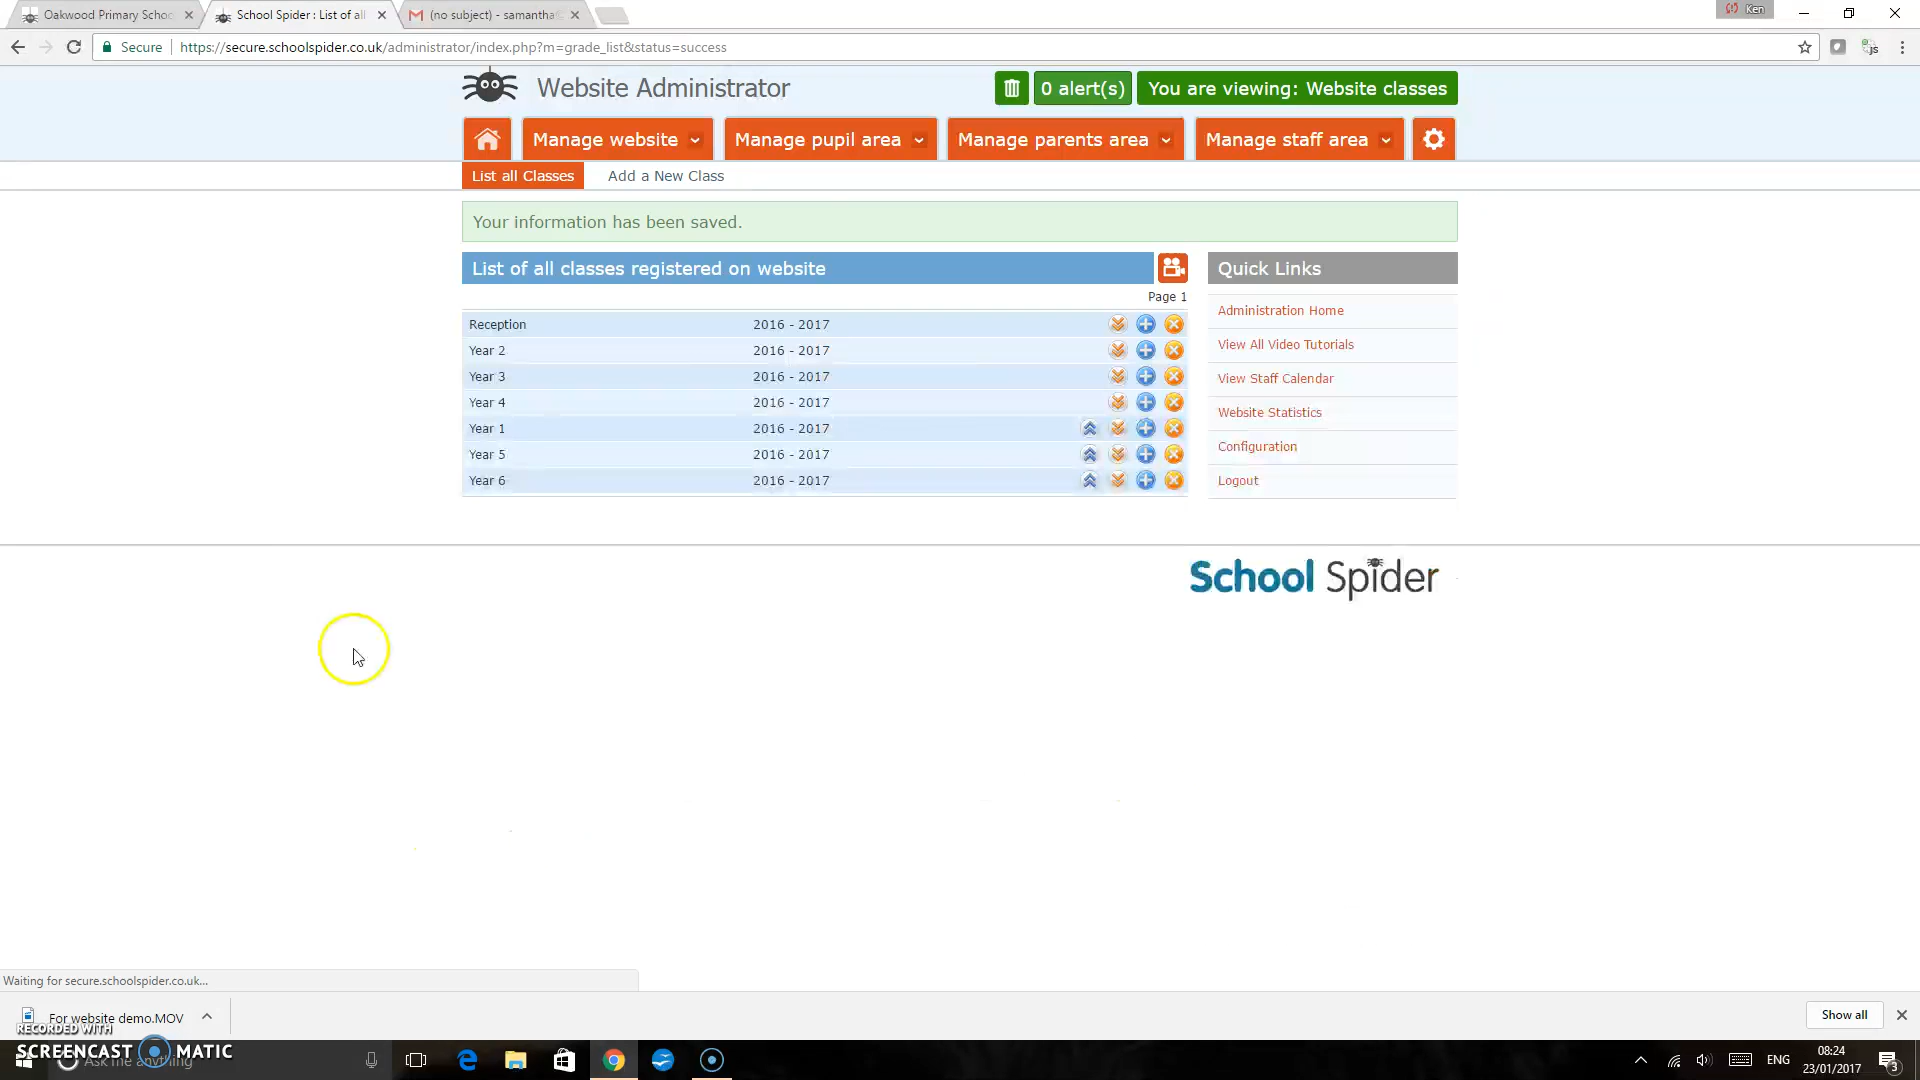 Oakwood Primary Schoo
School Spider : List of all
(no subject) - samantha@
Ken
Secure
https://secure.schoolspider.co.uk/administrator/index.php?m=grade_list&status=success
js
Website Administrator
0 alert(s)
You are viewing: Website classes
Manage website
Manage pupil area
Manage parents area
Manage staff area
List all Classes
Add a New Class
Your information has been saved.
List of all classes registered on website
Quick Links
Page 1
Administration Home
Reception 2016 - 2017
View All Video Tutorials
Year 2 2016 - 2017
Year 3 2016 - 2017
View Staff Calendar
Year 4 2016 - 2017
Website Statistics
Year 1 2016 - 2017
Configuration
Year 5 2016 - 2017
Year 6 2016 - 2017
Logout
School Spider
Waiting for secure.schoolspider.co.uk...
For website demo.MOV
Show all
RECORDED WITH
SCREENCAST MATIC
Ask me anything
ENG
08:24
23/01/2017
3